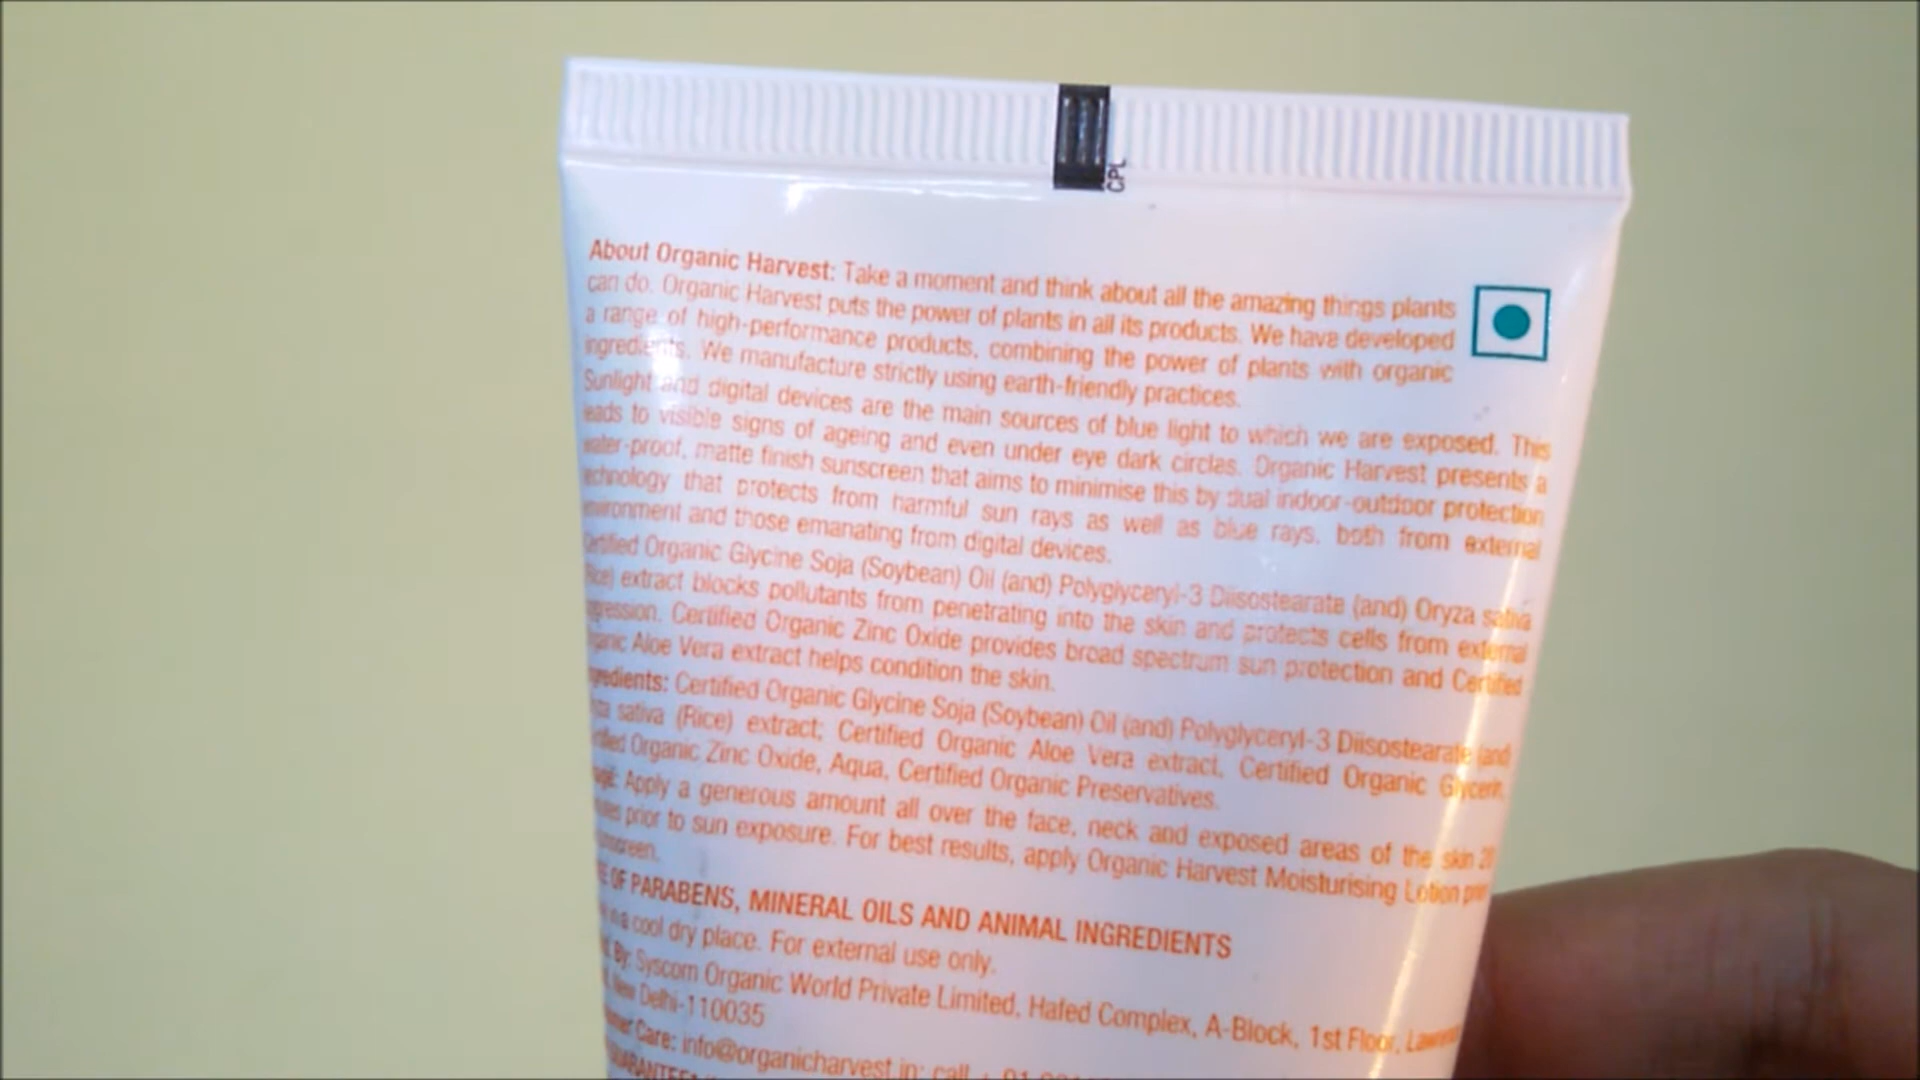 CPL
About Organic Harvest: Take a moment and think about all the amazing things plants
can do. Organic Harvest puts the power of plants in all its products. We have developed
a range of high-performance products, combining the power of plants with organic
ingredients. We manufacture strictly using earth-friendly practices.
Sunlight and digital devices are the main sources of blue light to which we are exposed. This
leads to visible signs of ageing and even under eye dark circles. Organic Harvest presents a
water-proof, matte finish sunscreen that aims to minimise this by dual indoor-outdoor protection
technology that protects from harmful sun rays as well as blue rays, both from external
environment and those emanating from digital devices.
Certified Organic Glycine Soja (Soybean) Oil (and) Polyglyceryl-3 Diisostearate (and) Oryza sativa
(Rice) extract blocks pollutants from penetrating into the skin and protects cells from external
aggression. Certified Organic Zinc Oxide provides broad spectrum sun protection and Certified
Organic Aloe Vera extract helps condition the skin.
Ingredients: Certified Organic Glycine Soja (Soybean) Oil (and) Polyglyceryl-3 Diisostearate (and)
sativa (Rice) extract; Certified Organic Aloe Vera extract, Certified Organic Glycerin,
Certified Organic Zinc Oxide, Aqua, Certified Organic Preservatives.
Apply a generous amount all over the face, neck and exposed areas of the skin 20
prior to sun exposure. For best results, apply Organic Harvest Moisturising Lotion prior
sunscreen.
OF PARABENS, MINERAL OILS AND ANIMAL INGREDIENTS
in a cool dry place. For external use only.
By: Syscom Organic World Private Limited, Hafed Complex, A-Block, 1st Floor,
New Delhi-110035
Care: info@organicharvest.in; call